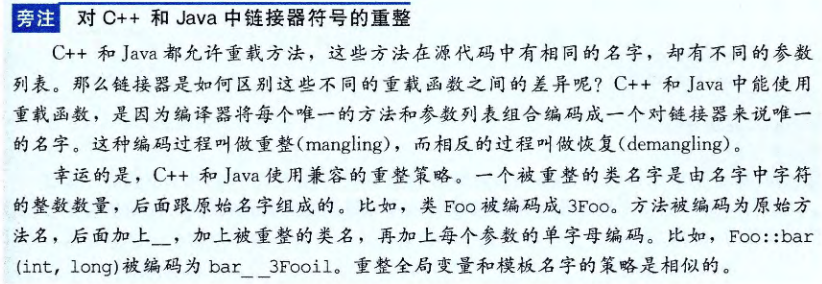 旁注 对 C++ 和 Java 中链接器符号的重整
C++ 和 Java 都允许重载方法，这些方法在源代码中有相同的名字，却有不同的参数
列表。那么链接器是如何区别这些不同的重载函数之间的差异呢？C++ 和 Java 中能使用
重载函数，是因为编译器将每个唯一的方法和参数列表组合编码成一个对链接器来说唯一
的名字。这种编码过程叫做重整(mangling)，而相反的过程叫做恢复(demangling)。
幸运的是，C++ 和 Java 使用兼容的重整策略。一个被重整的类名字是由名字中字符
的整数数量，后面跟原始名字组成的。比如，类 Foo 被编码成 3Foo。方法被编码为原始方
法名，后面加上__，加上被重整的类名，再加上每个参数的单字母编码。比如，Foo::bar
(int, long)被编码为 bar_ _3Fooil。重整全局变量和模板名字的策略是相似的。